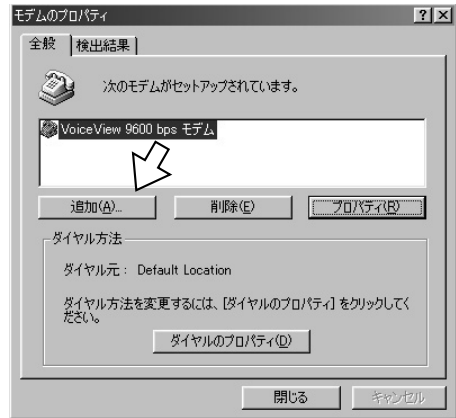 モデムのプロパティ
全般 検出結果
次のモデムがセットアップされています。
VoiceView 9600 bps モデム
追加(A)... 削除(E) プロパティ(R)
ダイヤル方法
ダイヤル元： Default Location
ダイヤル方法を変更するには、[ダイヤルのプロパティ] をクリックしてく
ださい。
ダイヤルのプロパティ(D)
閉じる キャンセル